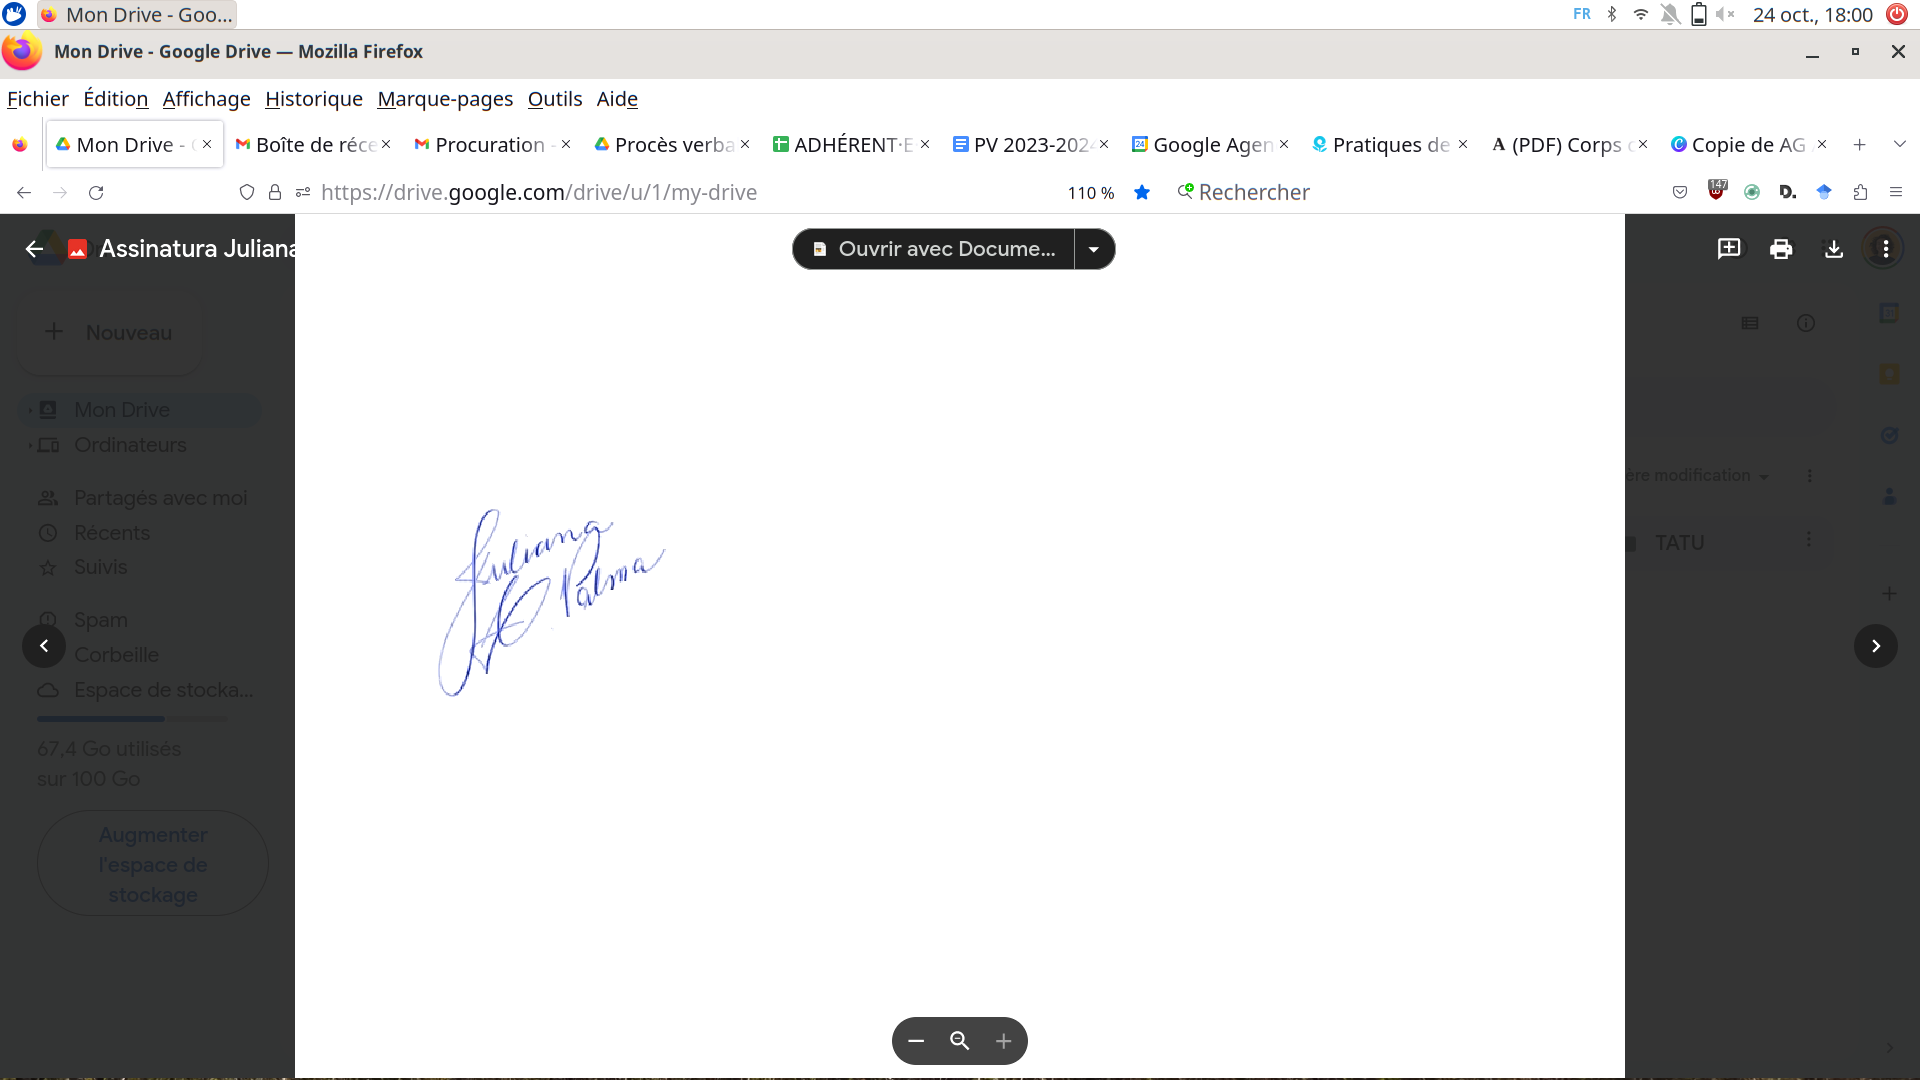 Mon Drive - Goo...
FR
24 oct., 18:00
Mon Drive - Google Drive — Mozilla Firefox
Fichier Édition Affichage Historique Marque-pages Outils Aide
Mon Drive - Boîte de réce Procuration - Procès verba ADHÉRENT·E PV 2023-202 Google Agen Pratiques de (PDF) Corps Copie de AG
https://drive.google.com/drive/u/1/my-drive
110 %
Rechercher
147
Assinatura Juliana
Ouvrir avec Docume...
Nouveau
Mon Drive
Ordinateurs
ère modification
Partagés avec moi
Récents
TATU
Suivis
Juliana
Palma
Spam
Corbeille
Espace de stocka...
67,4 Go utilisés
sur 100 Go
Augmenter
l'espace de
stockage